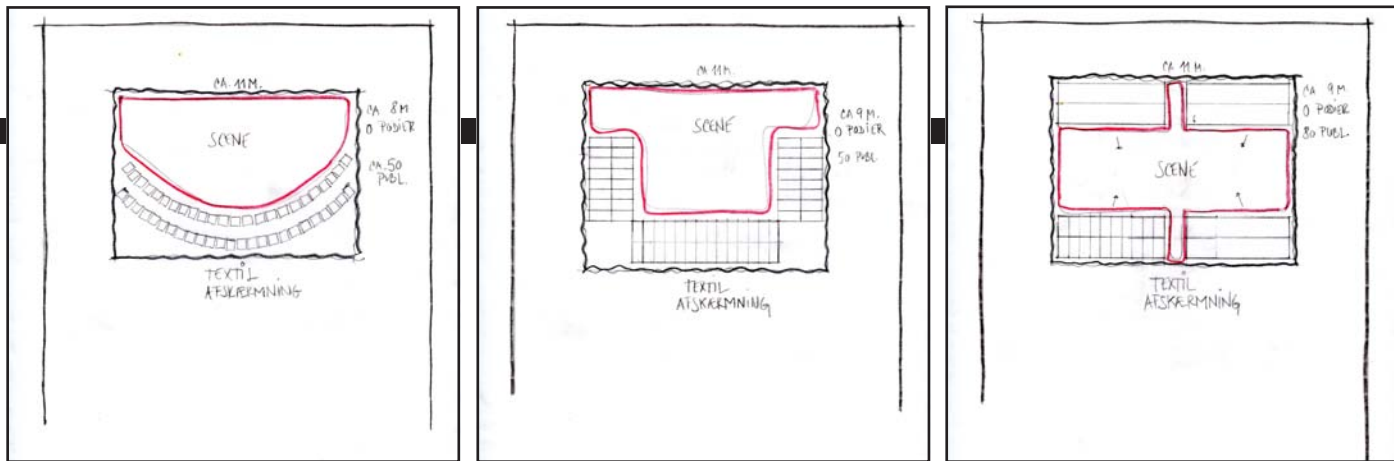 CA. 11 M.
CA 8 M
0 PODIER
CA. 50
PUBL.
SCENE
TEXTIL
AFSKÆRMNING
CA 11 M.
CA 9 M.
0 PODIER
50 PUBL
SCENE
TEXTIL
AFSKÆRMNING
CA 11 M.
CA 9 M
0 PODIER
80 PUBL.
SCENE
TEXTIL
AFSKÆRMNING